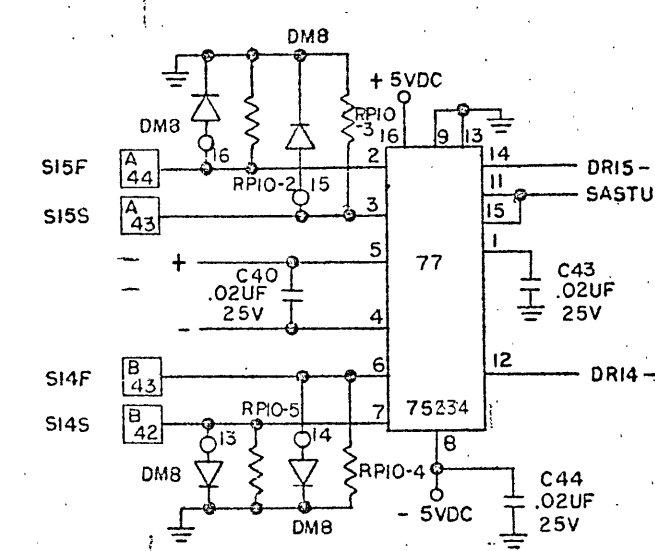 DM8
+ 5VDC
DM8
RP10
-3
16
9
13
S15F
A
44
16
2
14
DR15-
RP10-2
15
11
SASTU
S15S
A
43
3
15
+
5
77
1
C40
.02UF
25V
C43
.02UF
25V
-
4
S14F
B
43
6
12
DR14-
S14S
B
42
RP10-5
7
75234
13
14
8
DM8
RP10-4
C44
.02UF
25V
- 5VDC
DM8